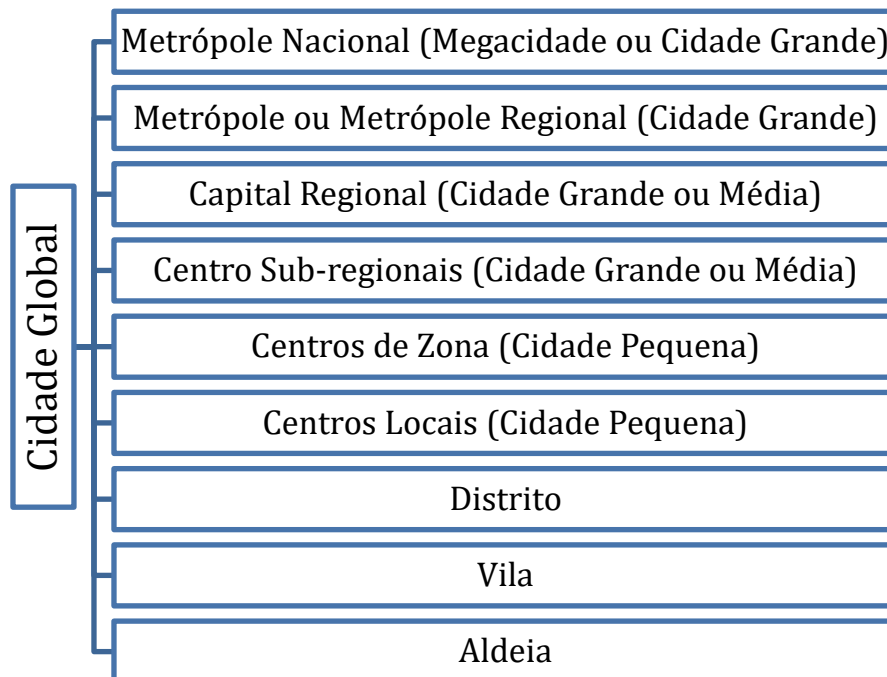 Cidade Global
Metrópole Nacional (Megacidade ou Cidade Grande)
Metrópole ou Metrópole Regional (Cidade Grande)
Capital Regional (Cidade Grande ou Média)
Centro Sub-regionais (Cidade Grande ou Média)
Centros de Zona (Cidade Pequena)
Centros Locais (Cidade Pequena)
Distrito
Vila
Aldeia